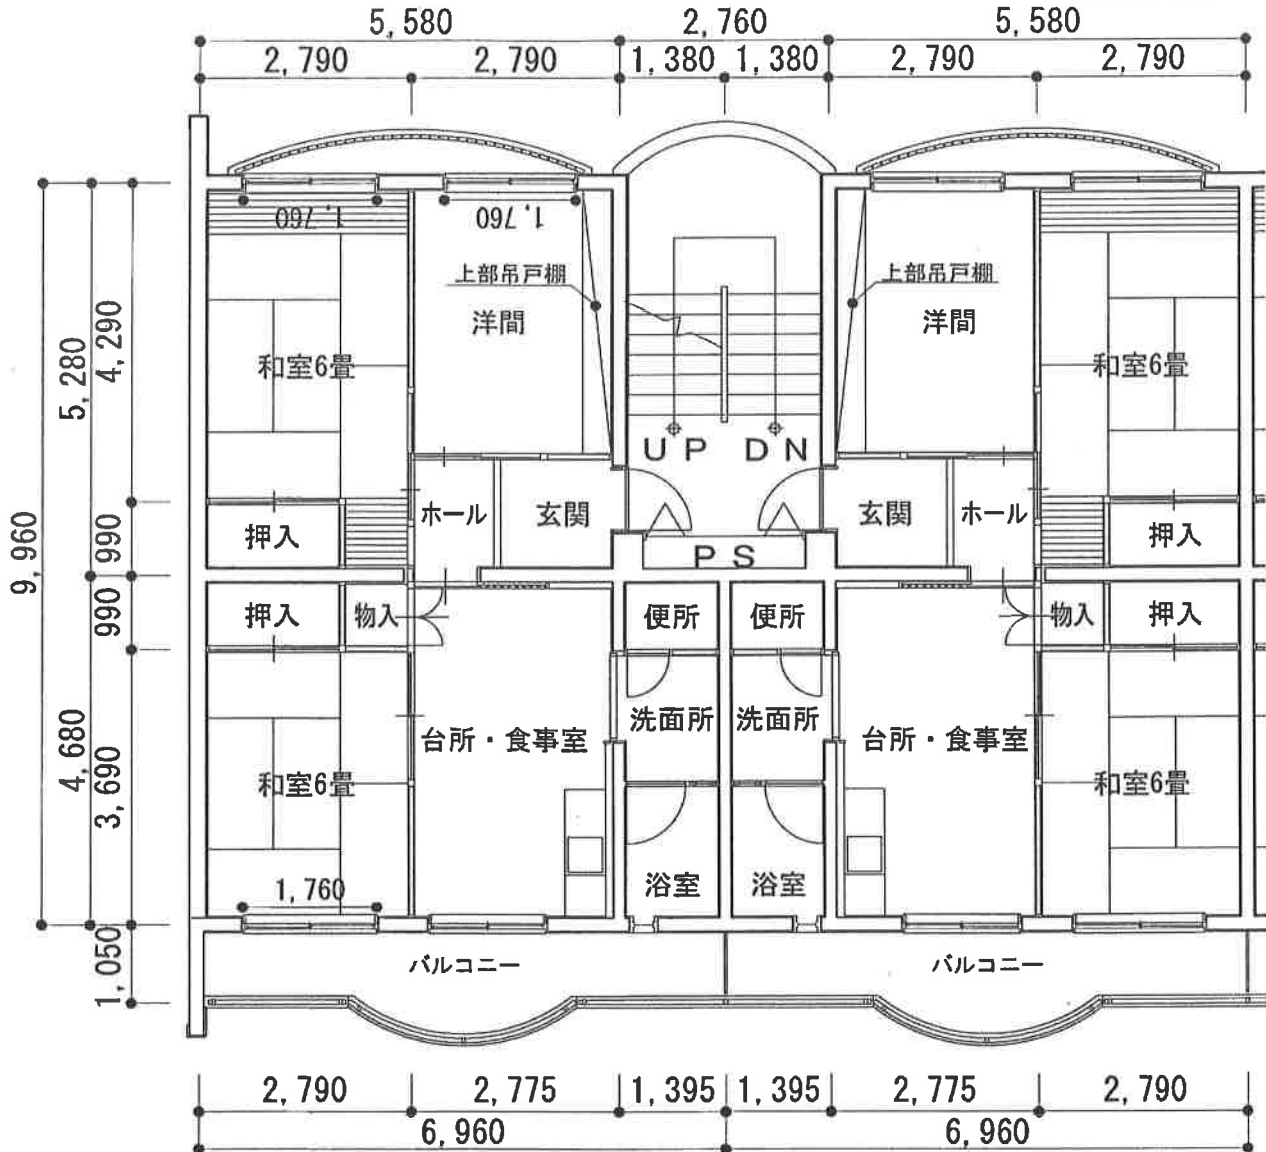 5,580 2,760 5,580
2,790 2,790 1,380 1,380 2,790 2,790
1,760 1,760
上部吊戸棚 上部吊戸棚
洋間 洋間
和室6畳 和室6畳
4,290
5,280
UP DN
9,960
990
押入 ホール 玄関 玄関 ホール 押入
PS
990
押入 物入 便所 便所 物入 押入
洗面所 洗面所
台所・食事室 台所・食事室
4,680
3,690
和室6畳 和室6畳
1,760
浴室 浴室
1,050
バルコニー バルコニー
2,790 2,775 1,395 1,395 2,775 2,790
6,960 6,960